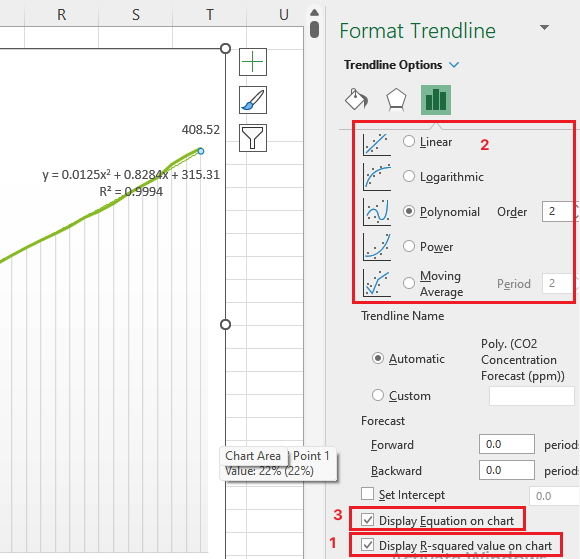 R S T U
Format Trendline
Trendline Options
408.52
y = 0.0125x² + 0.8284x + 315.31
R² = 0.9994
2
Linear
Logarithmic
Polynomial Order 2
Power
Moving
Average Period 2
Trendline Name
Automatic
Poly. (CO2
Concentration
Forecast (ppm))
Custom
Forecast
Forward 0.0 period
Backward 0.0 period
Chart Area Point 1
Value: 22% (22%)
Set Intercept 0.0
3 Display Equation on chart
1 Display R-squared value on chart